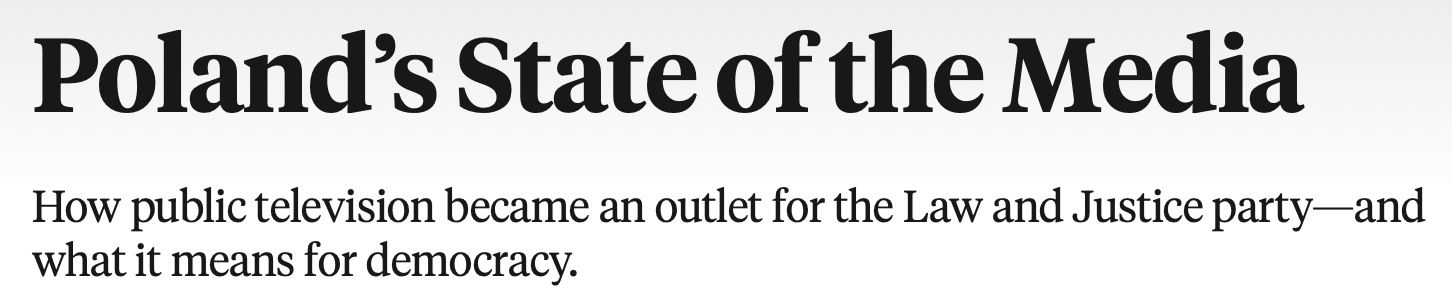 Poland’s State of the Media
How public television became an outlet for the Law and Justice party—and
what it means for democracy.